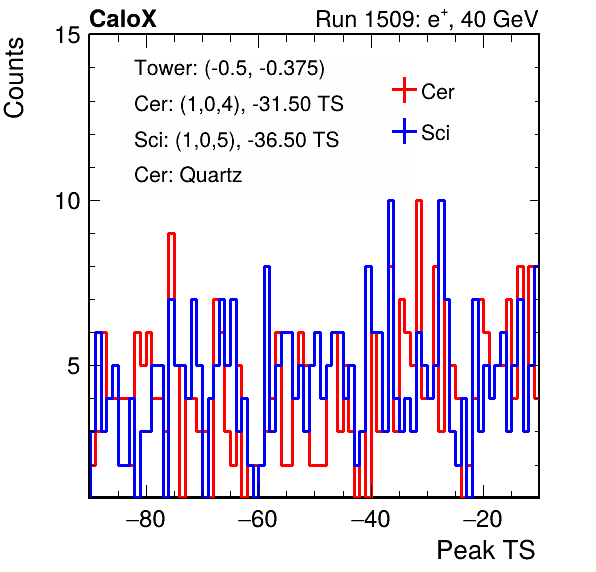 CaloX Run 1509: e+, 40 GeV
Counts
15
Tower: (-0.5, -0.375)
Cer: (1,0,4), -31.50 TS
Sci: (1,0,5), -36.50 TS
Cer: Quartz
Cer
Sci
10
5
−80 −60 −40 −20
Peak TS